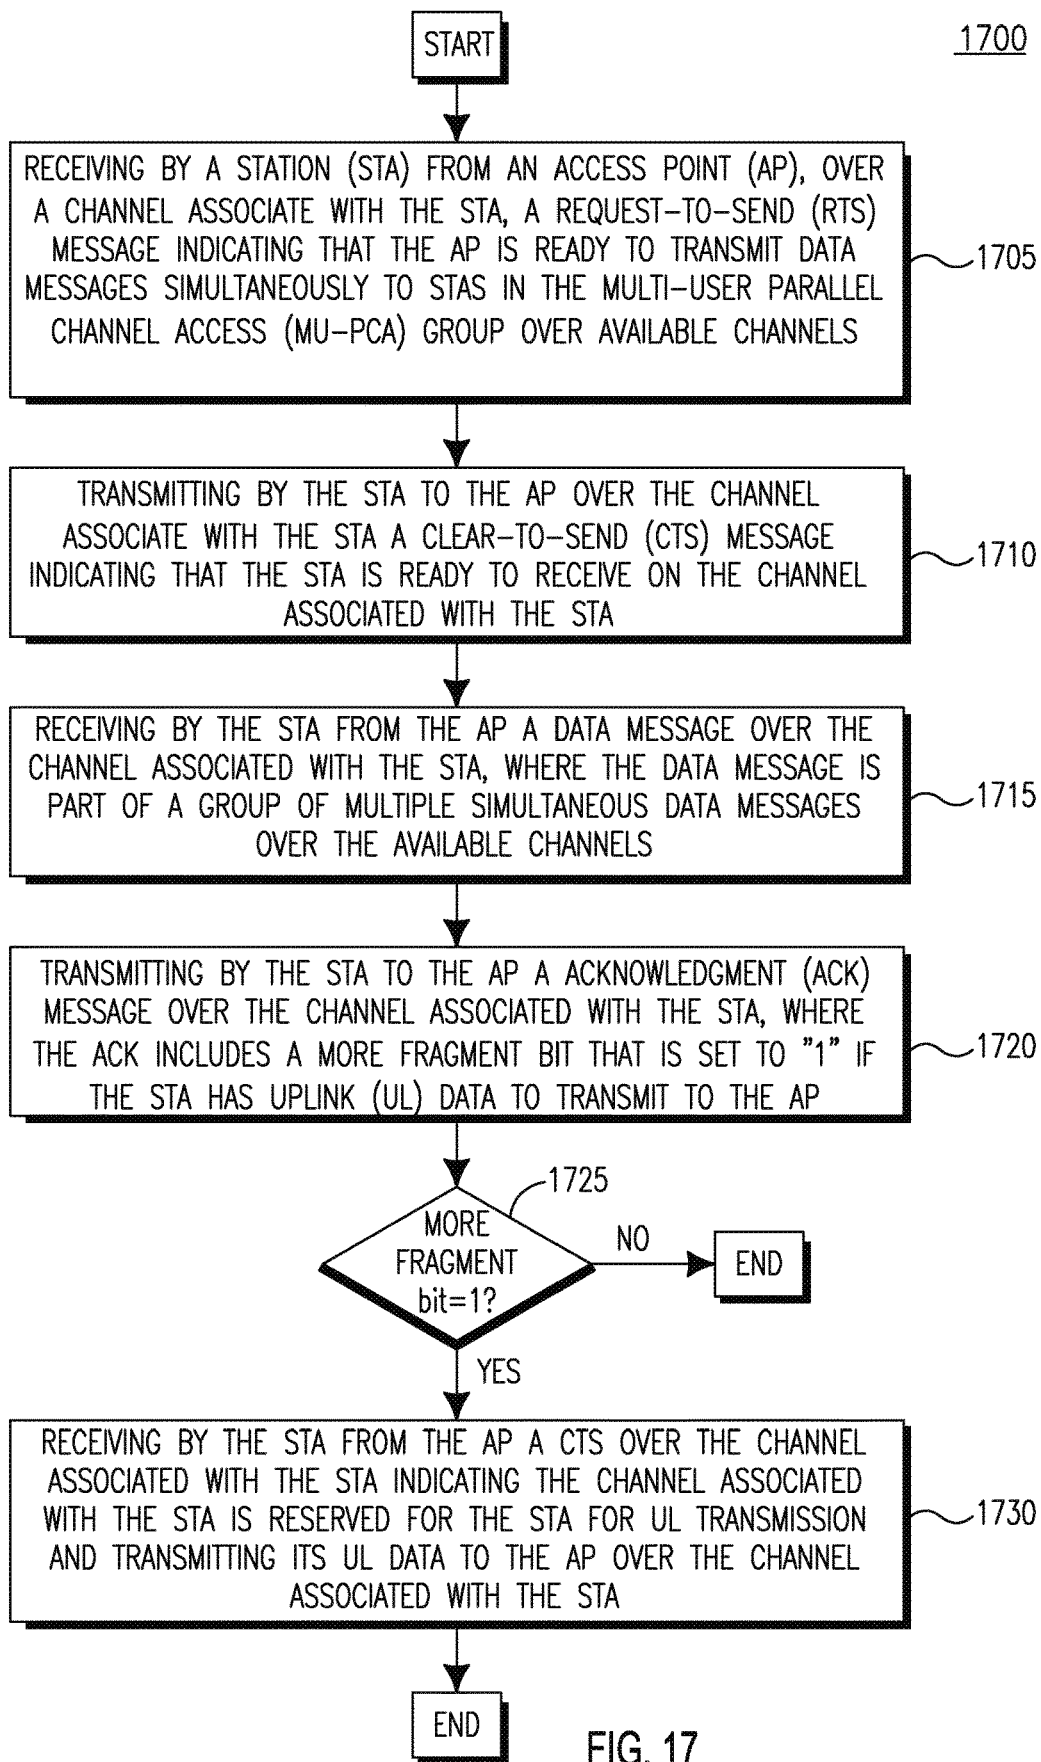 START
1700
RECEIVING BY A STATION (STA) FROM AN ACCESS POINT (AP), OVER
A CHANNEL ASSOCIATE WITH THE STA, A REQUEST-TO-SEND (RTS)
MESSAGE INDICATING THAT THE AP IS READY TO TRANSMIT DATA
MESSAGES SIMULTANEOUSLY TO STAS IN THE MULTI-USER PARALLEL
CHANNEL ACCESS (MU-PCA) GROUP OVER AVAILABLE CHANNELS
1705
TRANSMITTING BY THE STA TO THE AP OVER THE CHANNEL
ASSOCIATE WITH THE STA A CLEAR-TO-SEND (CTS) MESSAGE
INDICATING THAT THE STA IS READY TO RECEIVE ON THE CHANNEL
ASSOCIATED WITH THE STA
1710
RECEIVING BY THE STA FROM THE AP A DATA MESSAGE OVER THE
CHANNEL ASSOCIATED WITH THE STA, WHERE THE DATA MESSAGE IS
PART OF A GROUP OF MULTIPLE SIMULTANEOUS DATA MESSAGES
OVER THE AVAILABLE CHANNELS
1715
TRANSMITTING BY THE STA TO THE AP A ACKNOWLEDGMENT (ACK)
MESSAGE OVER THE CHANNEL ASSOCIATED WITH THE STA, WHERE
THE ACK INCLUDES A MORE FRAGMENT BIT THAT IS SET TO "1" IF
THE STA HAS UPLINK (UL) DATA TO TRANSMIT TO THE AP
1720
1725
MORE
FRAGMENT
bit=1?
NO
END
YES
RECEIVING BY THE STA FROM THE AP A CTS OVER THE CHANNEL
ASSOCIATED WITH THE STA INDICATING THE CHANNEL ASSOCIATED
WITH THE STA IS RESERVED FOR THE STA FOR UL TRANSMISSION
AND TRANSMITTING ITS UL DATA TO THE AP OVER THE CHANNEL
ASSOCIATED WITH THE STA
1730
END
FIG. 17